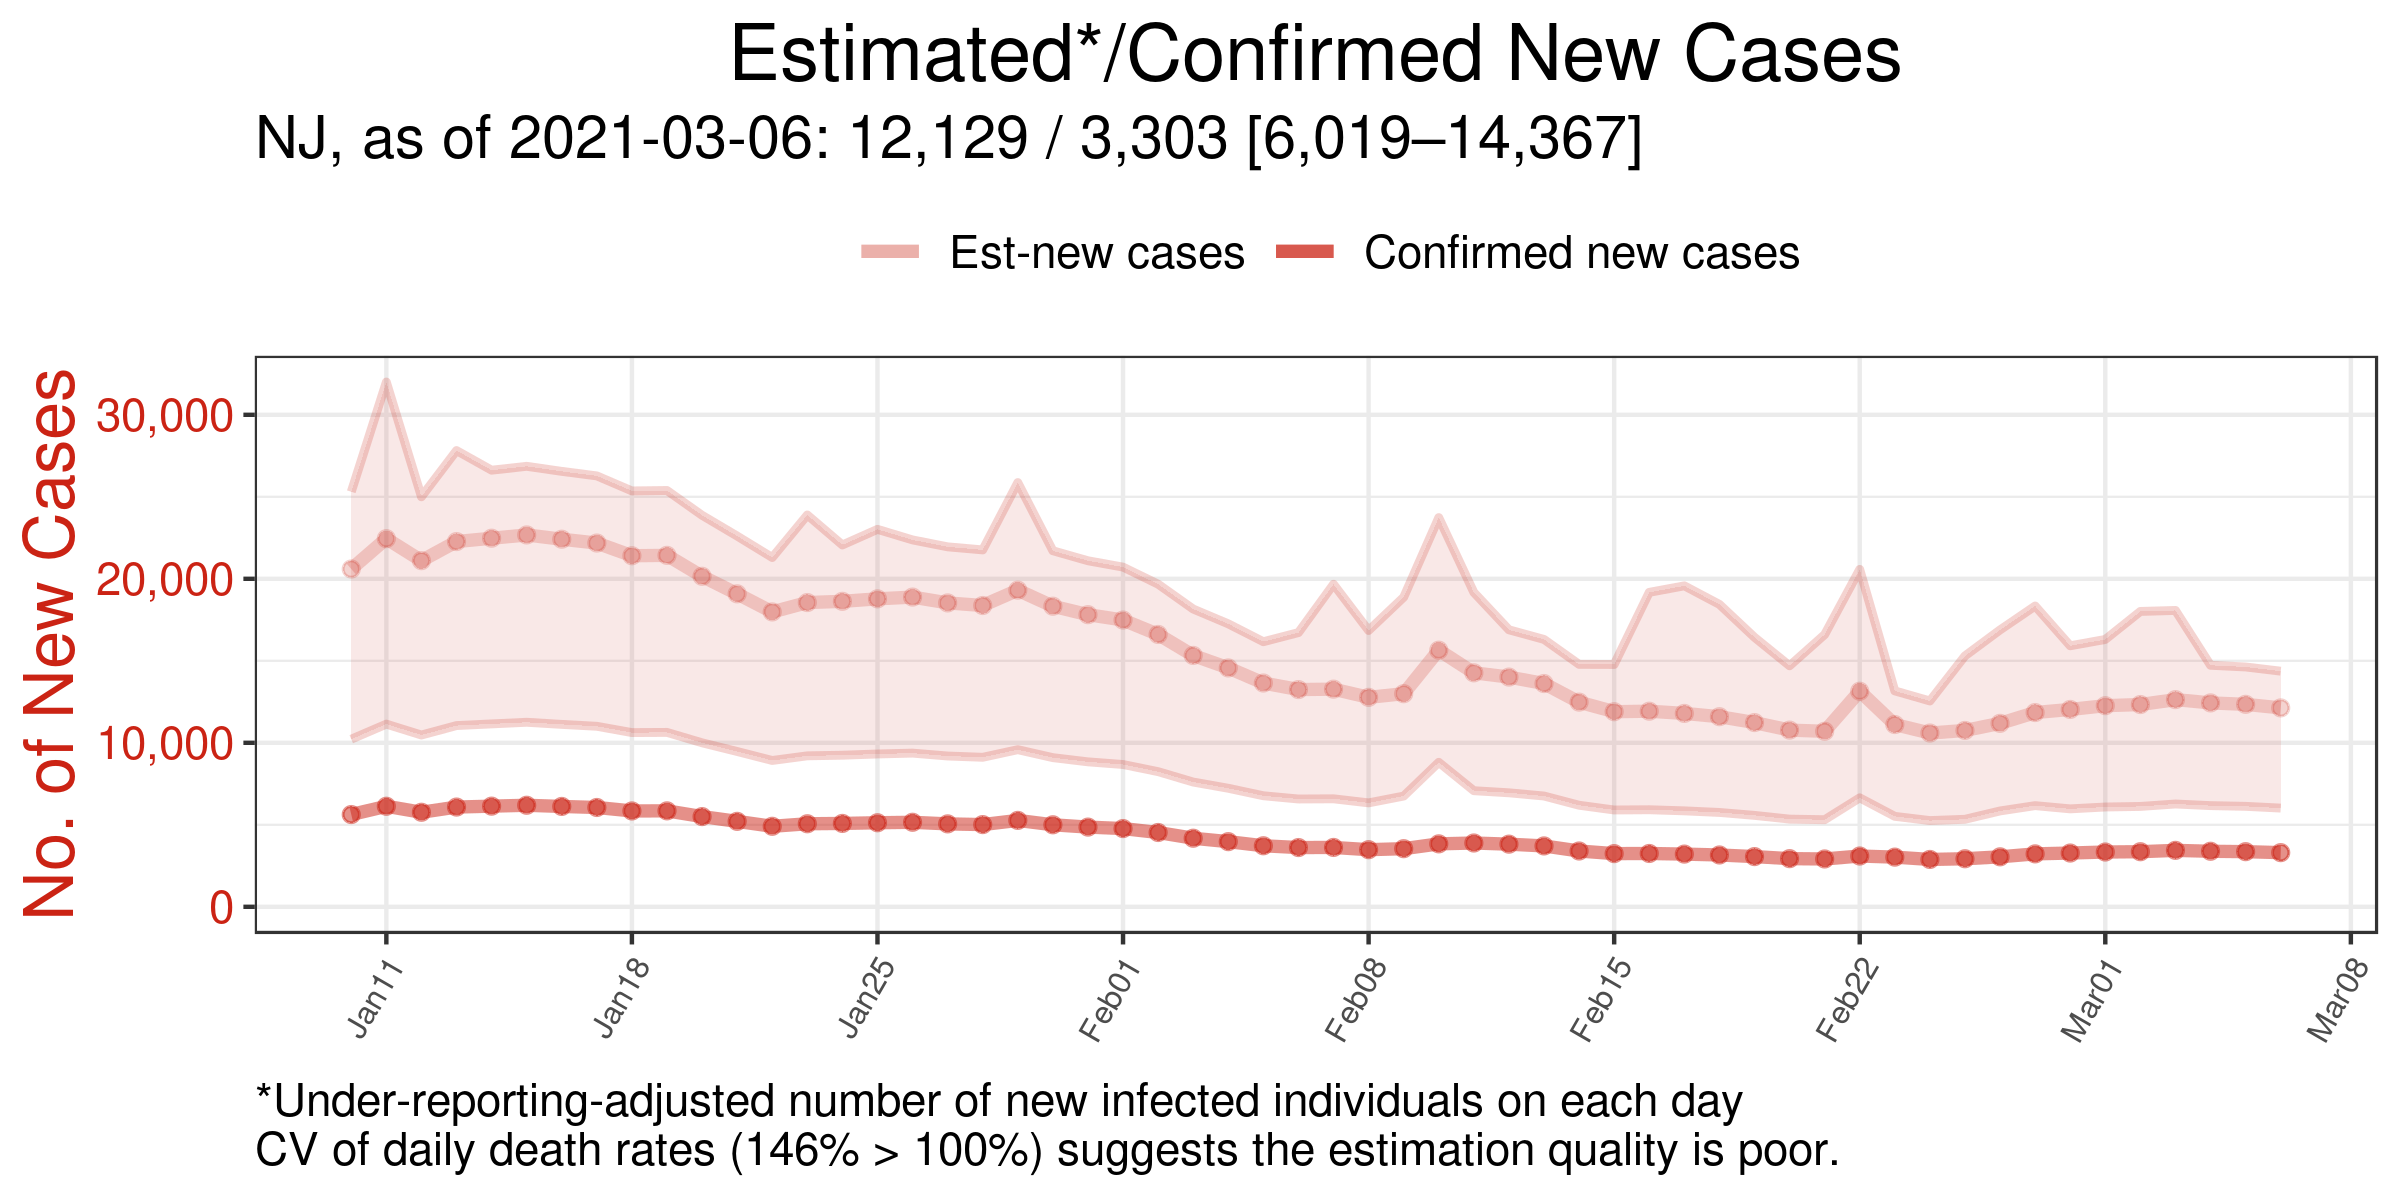 Estimated*/Confirmed New Cases
NJ, as of 2021-03-06: 12,129 / 3,303 [6,019–14,367]
Est-new cases
Confirmed new cases
No. of New Cases
30,000
20,000
10,000
0
Jan11
Jan18
Jan25
Feb01
Feb08
Feb15
Feb22
Mar01
Mar08
*Under-reporting-adjusted number of new infected individuals on each day
CV of daily death rates (146% > 100%) suggests the estimation quality is poor.